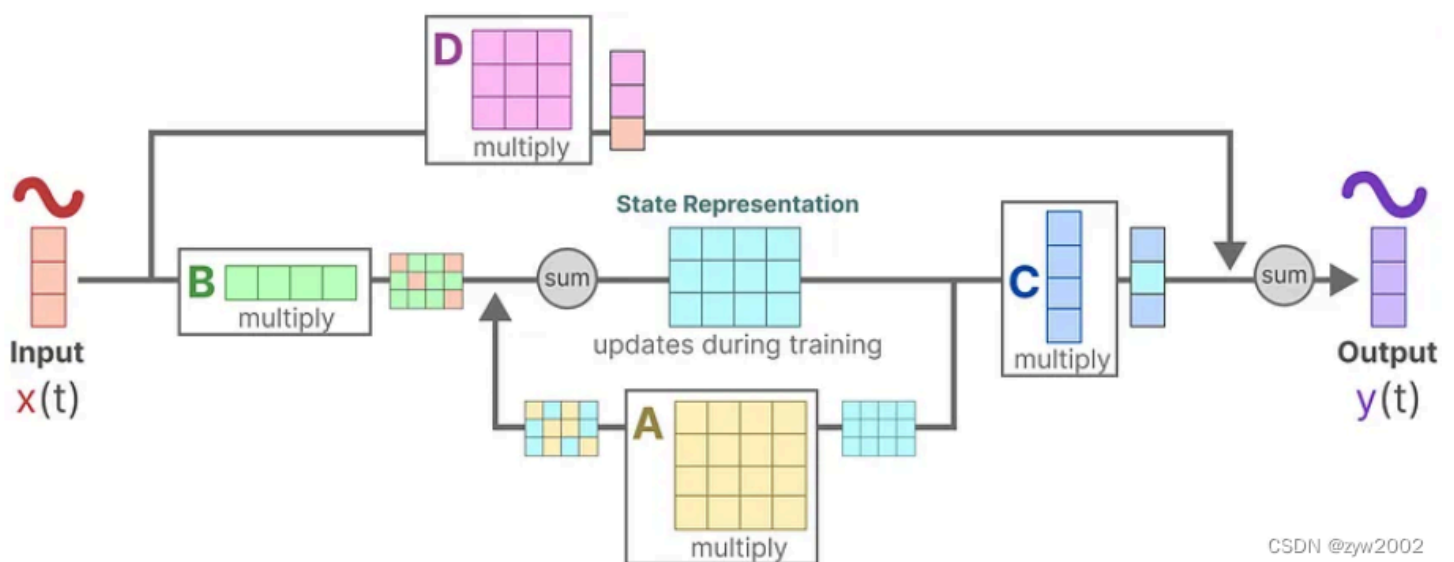 D
multiply
State Representation
B
multiply
sum
updates during training
C
multiply
sum
Input
x(t)
Output
y(t)
A
multiply
CSDN @zyw2002